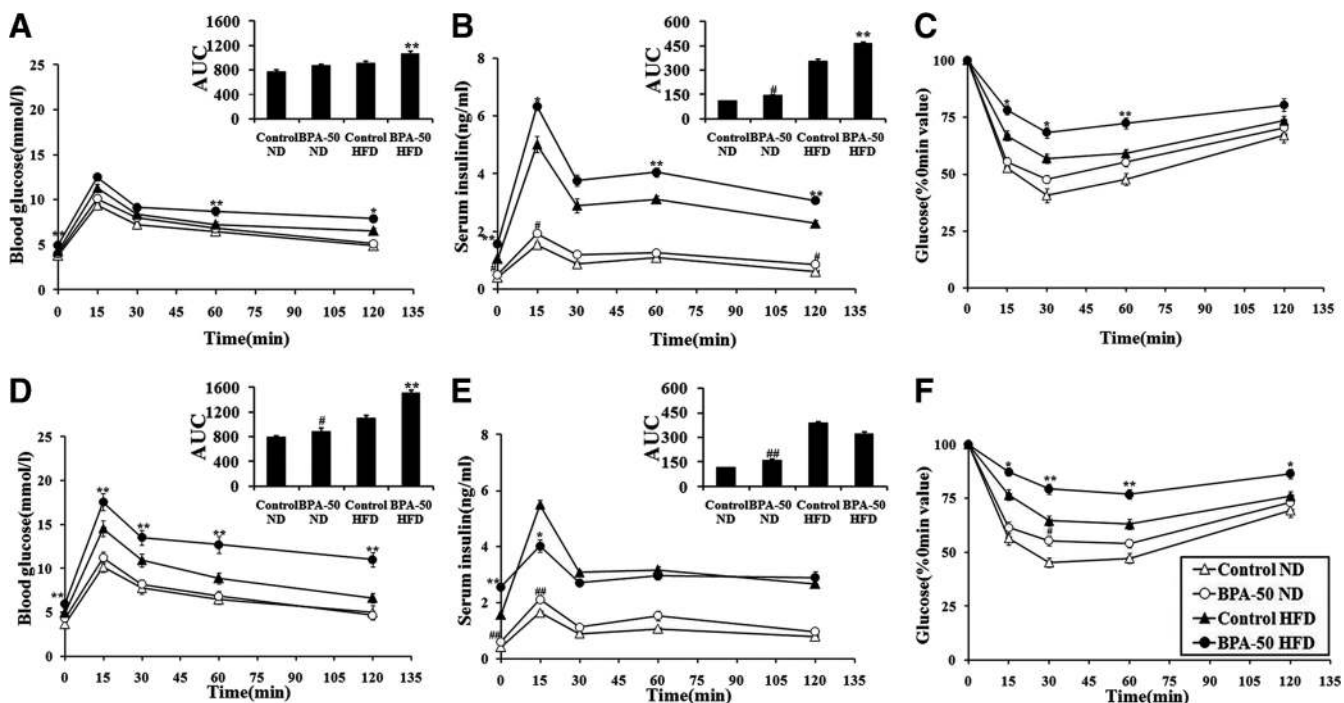 A
AUC
1600
1200
800
400
0
**
Control BPA-50 Control BPA-50
ND ND HFD HFD
Blood glucose(mmol/l)
25
20
15
10
5
0
** ** *
0 15 30 45 60 75 90 105 120 135
Time(min)
B
AUC
600
450
300
150
0
# **
Control BPA-50 Control BPA-50
ND ND HFD HFD
Serum insulin(ng/ml)
8
6
4
2
0
* ** **
** # # #
0 15 30 45 60 75 90 105 120 135
Time(min)
C
Glucose(%0min value)
100
75
50
25
0
* * **
0 15 30 45 60 75 90 105 120 135
Time(min)
D
AUC
1600
1200
800
400
0
# **
Control BPA-50 Control BPA-50
ND ND HFD HFD
Blood glucose(mmol/l)
25
20
15
10
5
0
** ** ** ** **
0 15 30 45 60 75 90 105 120 135
Time(min)
E
AUC
600
450
300
150
0
##
Control BPA-50 Control BPA-50
ND ND HFD HFD
Serum insulin(ng/ml)
8
6
4
2
0
** *
## ##
0 15 30 45 60 75 90 105 120 135
Time(min)
F
Glucose(%0min value)
100
75
50
25
0
* ** ** *
#
Control ND
BPA-50 ND
Control HFD
BPA-50 HFD
0 15 30 45 60 75 90 105 120 135
Time(min)